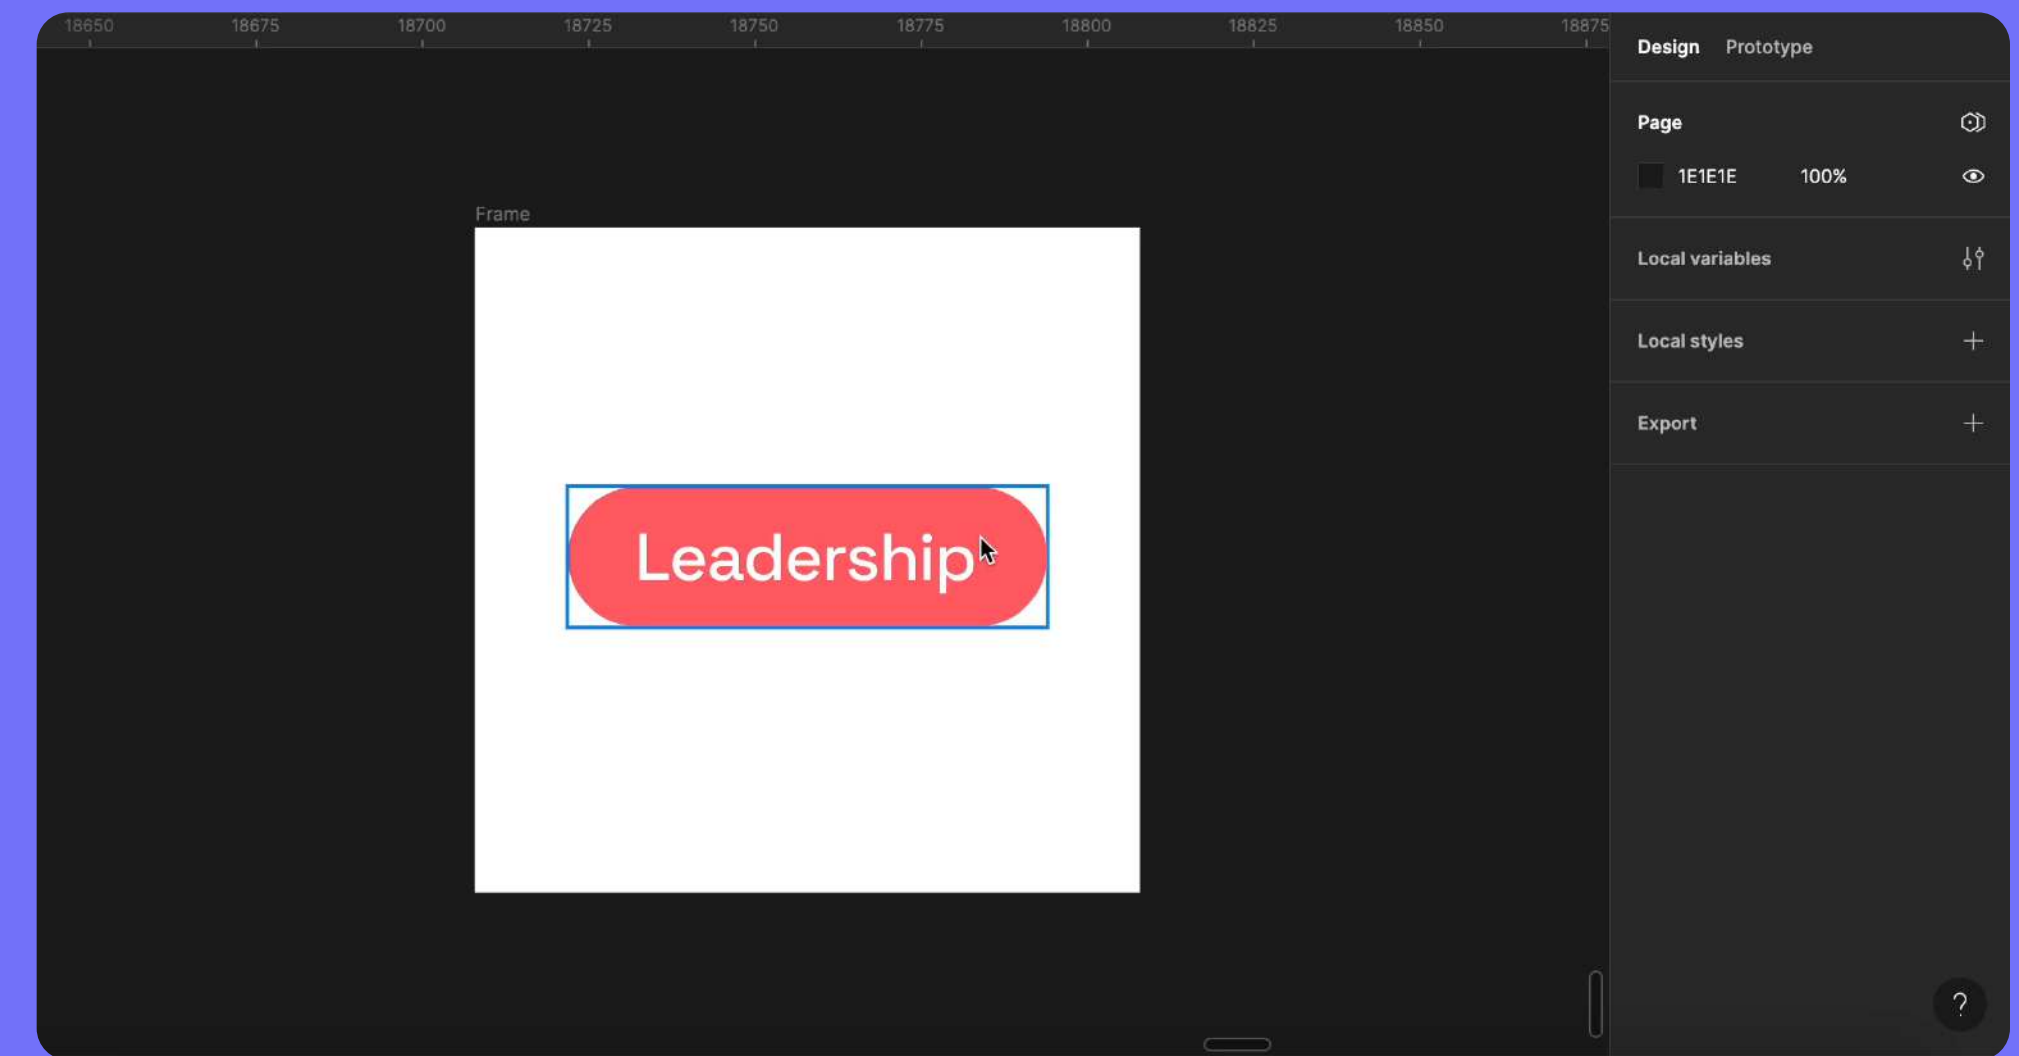 18650 18675 18700 18725 18750 18775 18800 18825 18850 18875
Design Prototype
Page
1E1E1E 100%
Frame
Local variables
Local styles
Export
Leadership
?